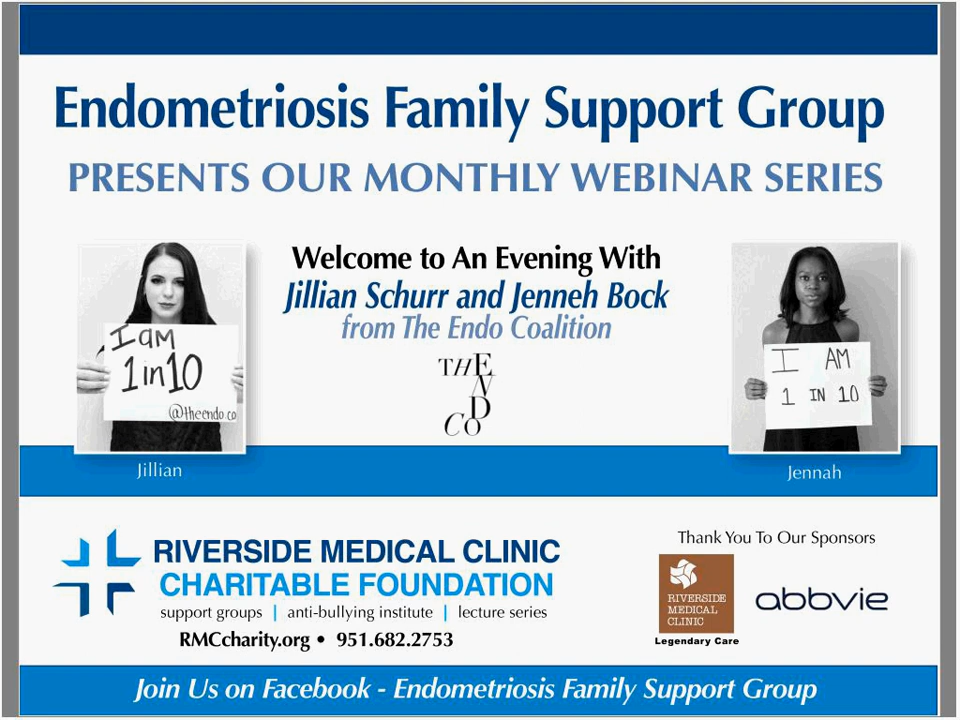 Endometriosis Family Support Group
PRESENTS OUR MONTHLY WEBINAR SERIES
Welcome to An Evening With
Jillian Schurr and Jenneh Bock
from The Endo Coalition
I am
1 in 10
@theendo.co
THE
N
D
CO
I AM
1 IN 10
Jillian
Jennah
RIVERSIDE MEDICAL CLINIC
CHARITABLE FOUNDATION
support groups | anti-bullying institute | lecture series
RMCcharity.org • 951.682.2753
Thank You To Our Sponsors
RIVERSIDE
MEDICAL
CLINIC
Legendary Care
abbvie
Join Us on Facebook - Endometriosis Family Support Group